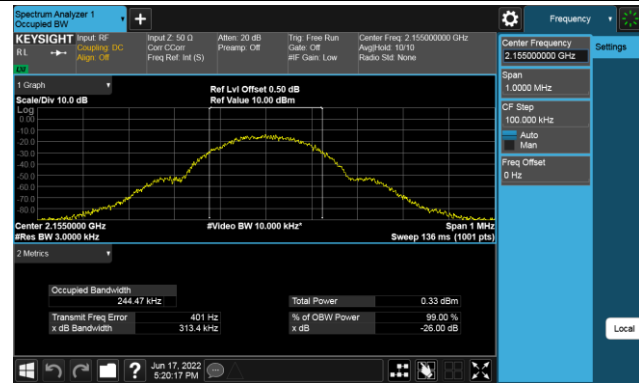 Spectrum Analyzer 1
Occupied BW
+
Frequency
KEYSIGHT
RL
Input: RF
Coupling: DC
Align: Off
Input Z: 50 Ω
Corr CCorr
Freq Ref: Int (S)
Atten: 20 dB
Preamp: Off
Trig: Free Run
Gate: Off
#IF Gain: Low
Center Freq: 2.155000000 GHz
Avg|Hold: 10/10
Radio Std: None
Center Frequency
2.155000000 GHz
Settings
Span
1.0000 MHz
CF Step
100.000 kHz
Auto
Man
Freq Offset
0 Hz
Local
1 Graph
Scale/Div 10.0 dB
Ref Lvl Offset 0.50 dB
Ref Value 10.00 dBm
Log
0.00
-10.0
-20.0
-30.0
-40.0
-50.0
-60.0
-70.0
-80.0
Center 2.1550000 GHz
#Res BW 3.0000 kHz
#Video BW 10.000 kHz*
Span 1 MHz
Sweep 136 ms (1001 pts)
2 Metrics
Occupied Bandwidth
244.47 kHz
Total Power 0.33 dBm
Transmit Freq Error 401 Hz
% of OBW Power 99.00 %
x dB Bandwidth 313.4 kHz
x dB -26.00 dB
?
Jun 17, 2022
5:20:17 PM